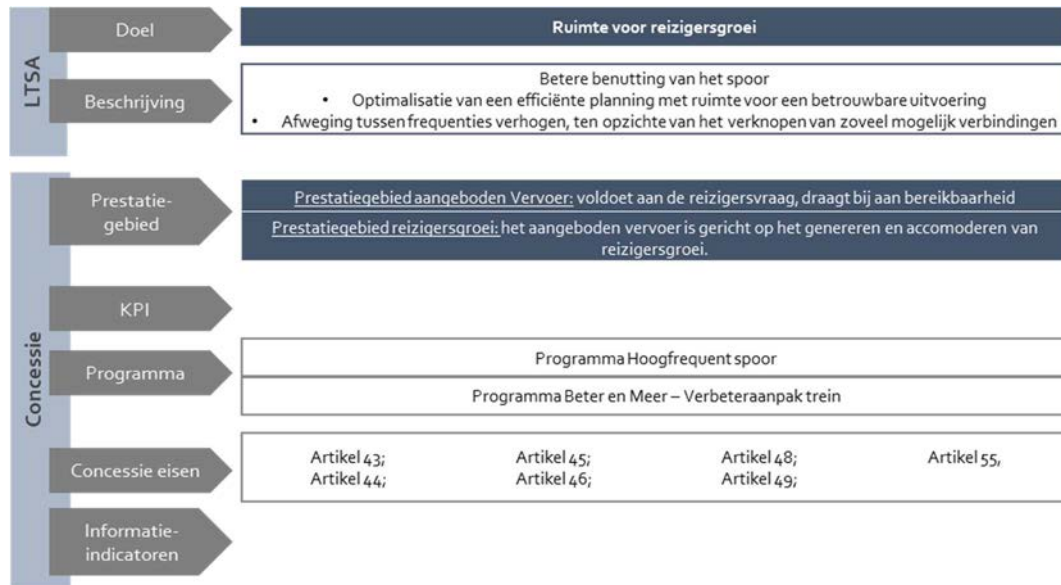 LTSA
Doel
Ruimte voor reizigersgroei
Beschrijving
Betere benutting van het spoor
• Optimalisatie van een efficiënte planning met ruimte voor een betrouwbare uitvoering
• Afweging tussen frequenties verhogen, ten opzichte van het verknopen van zoveel mogelijk verbindingen
Concessie
Prestatie-
gebied
Prestatiegebied aangeboden Vervoer: voldoet aan de reizigersvraag, draagt bij aan bereikbaarheid
Prestatiegebied reizigersgroei: het aangeboden vervoer is gericht op het genereren en accomoderen van
reizigersgroei.
KPI
Programma
Programma Hoogfrequent spoor
Programma Beter en Meer – Verbeteraanpak trein
Concessie eisen
Artikel 43; Artikel 45; Artikel 48; Artikel 55,
Artikel 44; Artikel 46; Artikel 49;
Informatie-
indicatoren